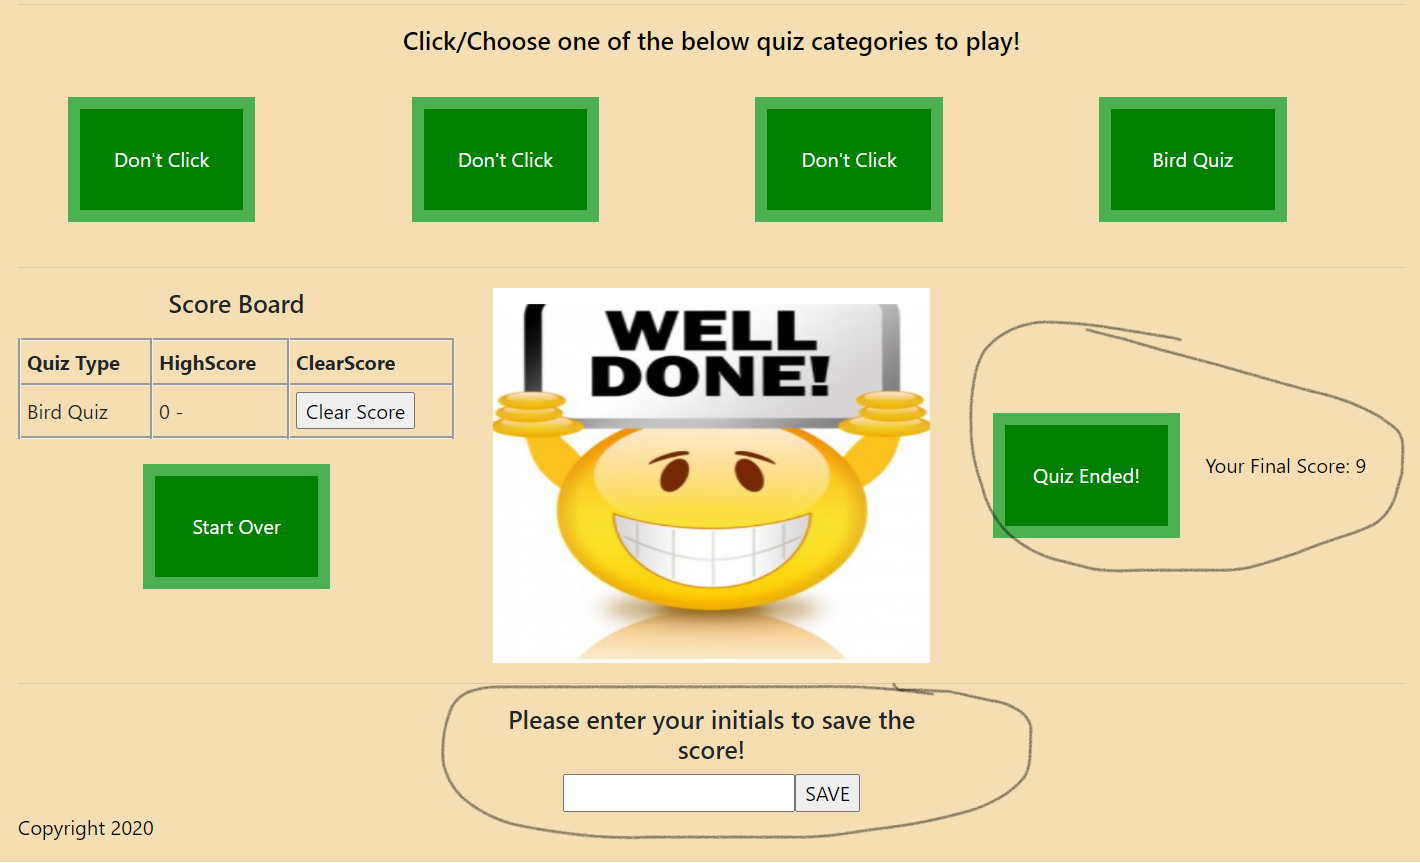 Click/Choose one of the below quiz categories to play!
Don't Click
Don't Click
Don't Click
Bird Quiz
Score Board
Quiz Type HighScore ClearScore
Bird Quiz 0 - Clear Score
Start Over
WELL
DONE!
Quiz Ended!
Your Final Score: 9
Please enter your initials to save the
score!
SAVE
Copyright 2020